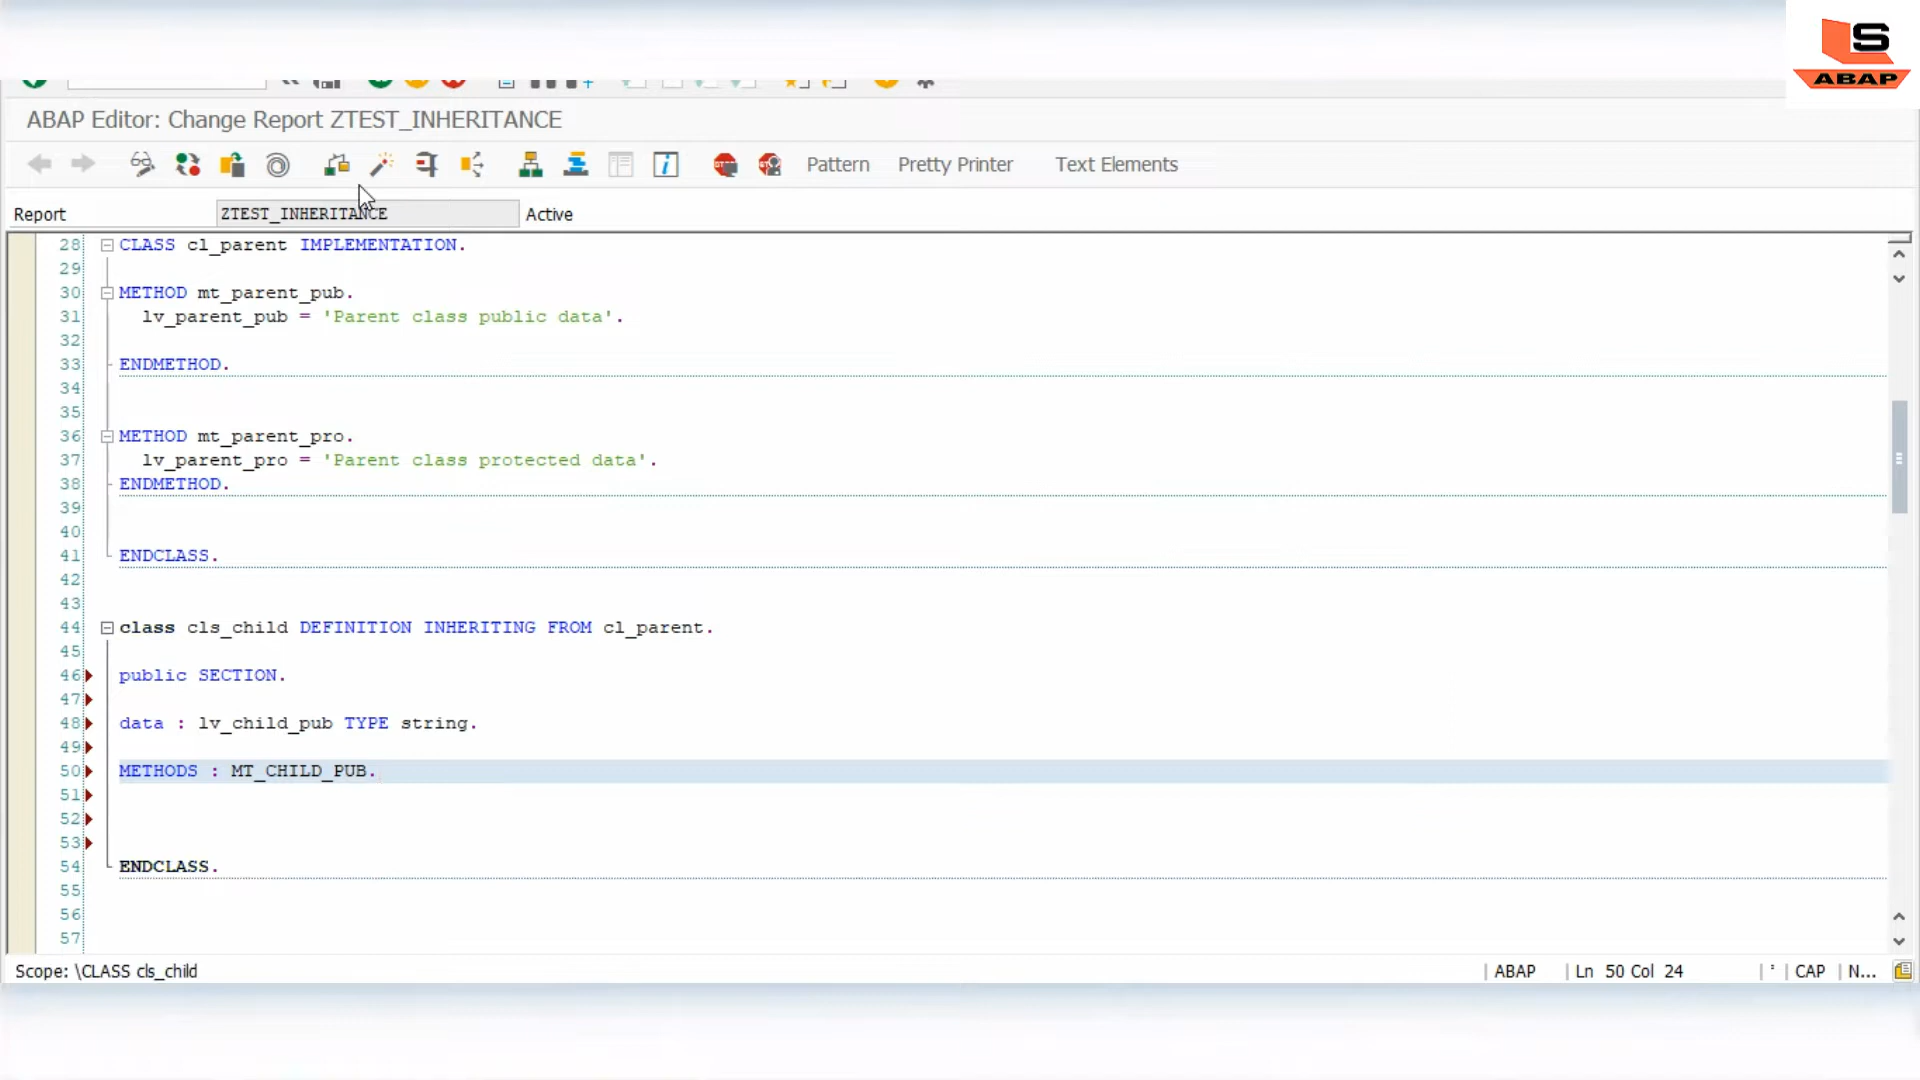 S
ABAP
ABAP Editor: Change Report ZTEST_INHERITANCE
Pattern Pretty Printer Text Elements
Report ZTEST_INHERITANCE Active
28 CLASS cl_parent IMPLEMENTATION.
29
30 METHOD mt_parent_pub.
31 lv_parent_pub = 'Parent class public data'.
32
33 ENDMETHOD.
34
35
36 METHOD mt_parent_pro.
37 lv_parent_pro = 'Parent class protected data'.
38 ENDMETHOD.
39
40
41 ENDCLASS.
42
43
44 class cls_child DEFINITION INHERITING FROM cl_parent.
45
46 public SECTION.
47
48 data : lv_child_pub TYPE string.
49
50 METHODS : MT_CHILD_PUB.
51
52
53
54 ENDCLASS.
55
56
57
Scope: \CLASS cls_child ABAP Ln 50 Col 24 CAP N...